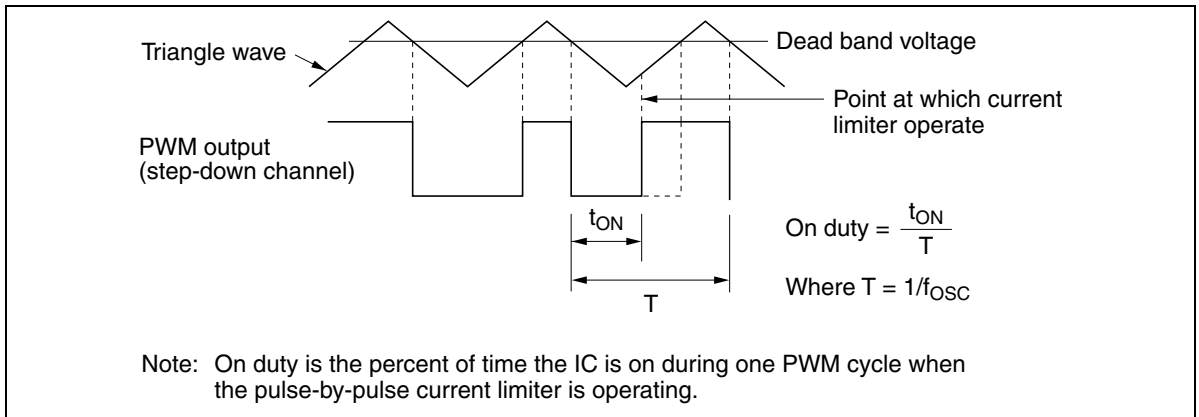 Triangle wave
Dead band voltage
Point at which current
limiter operate
PWM output
(step-down channel)
tON
T
On duty = tON
T
Where T = 1/fOSC
Note: On duty is the percent of time the IC is on during one PWM cycle when
the pulse-by-pulse current limiter is operating.